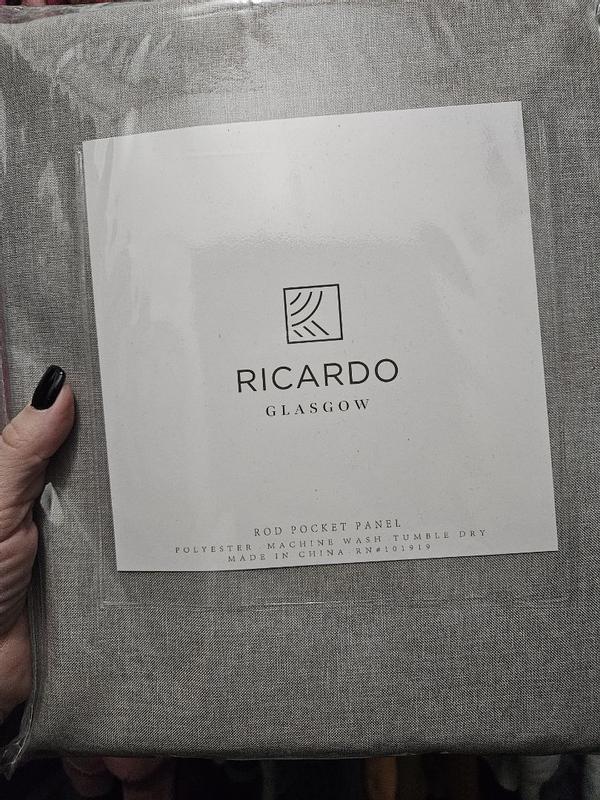 RICARDO
GLASGOW
ROD POCKET PANEL
POLYESTER MACHINE WASH TUMBLE DRY
MADE IN CHINA RN#101919